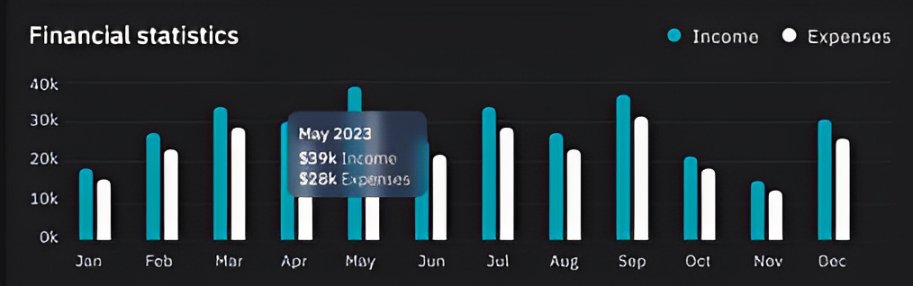 Financial statistics
Income
Expenses
40k
30k
20k
10k
0k
May 2023
$39k Income
$28k Expenses
Jan Feb Mar Apr May Jun Jul Aug Sep Oct Nov Dec